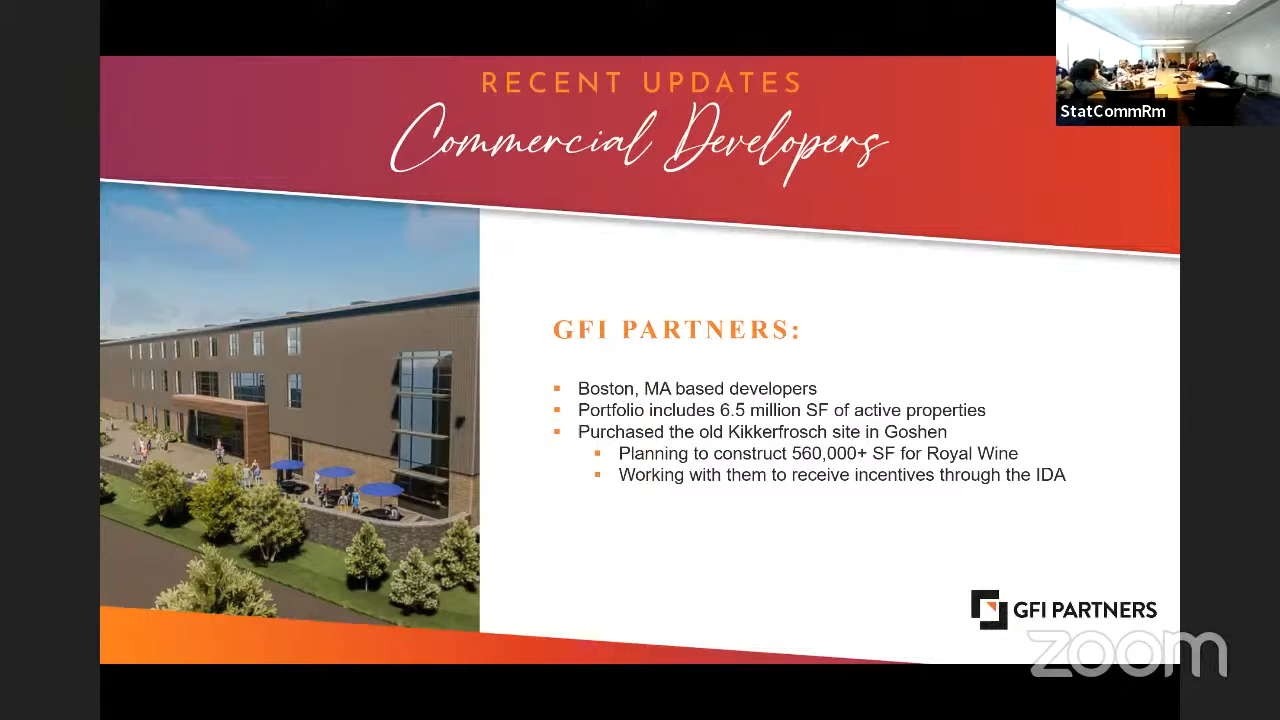 RECENT UPDATES
Commercial Developers
StatCommRm
GFI PARTNERS:
Boston, MA based developers
Portfolio includes 6.5 million SF of active properties
Purchased the old Kikkerfrosch site in Goshen
Planning to construct 560,000+ SF for Royal Wine
Working with them to receive incentives through the IDA
GFI PARTNERS
zoom